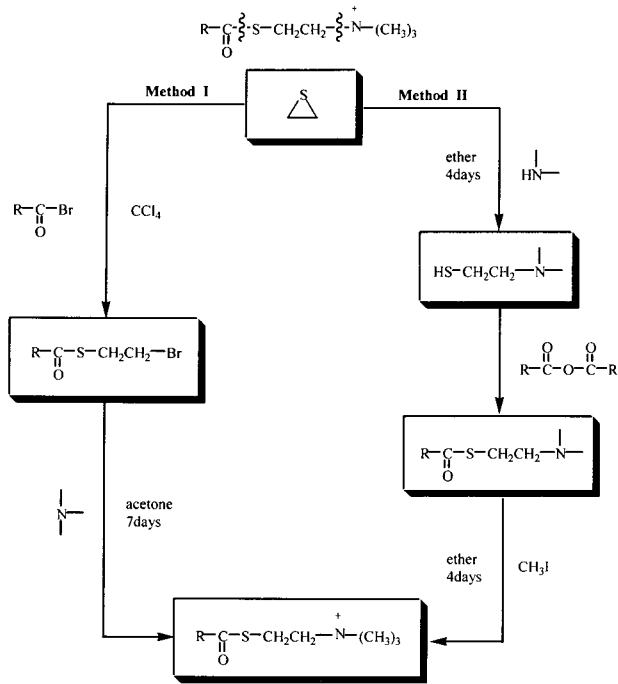 R–C–S–CH₂CH₂–N–(CH₃)₃
+
O
Method I
S
Method II
ether
4days
HN
R–C–Br
O
CCl₄
HS–CH₂CH₂–N
R–C–S–CH₂CH₂–Br
O
O O
R–C–O–C–R
R–C–S–CH₂CH₂–N
O
N
acetone
7days
ether
4days
CH₃I
+
R–C–S–CH₂CH₂–N–(CH₃)₃
O